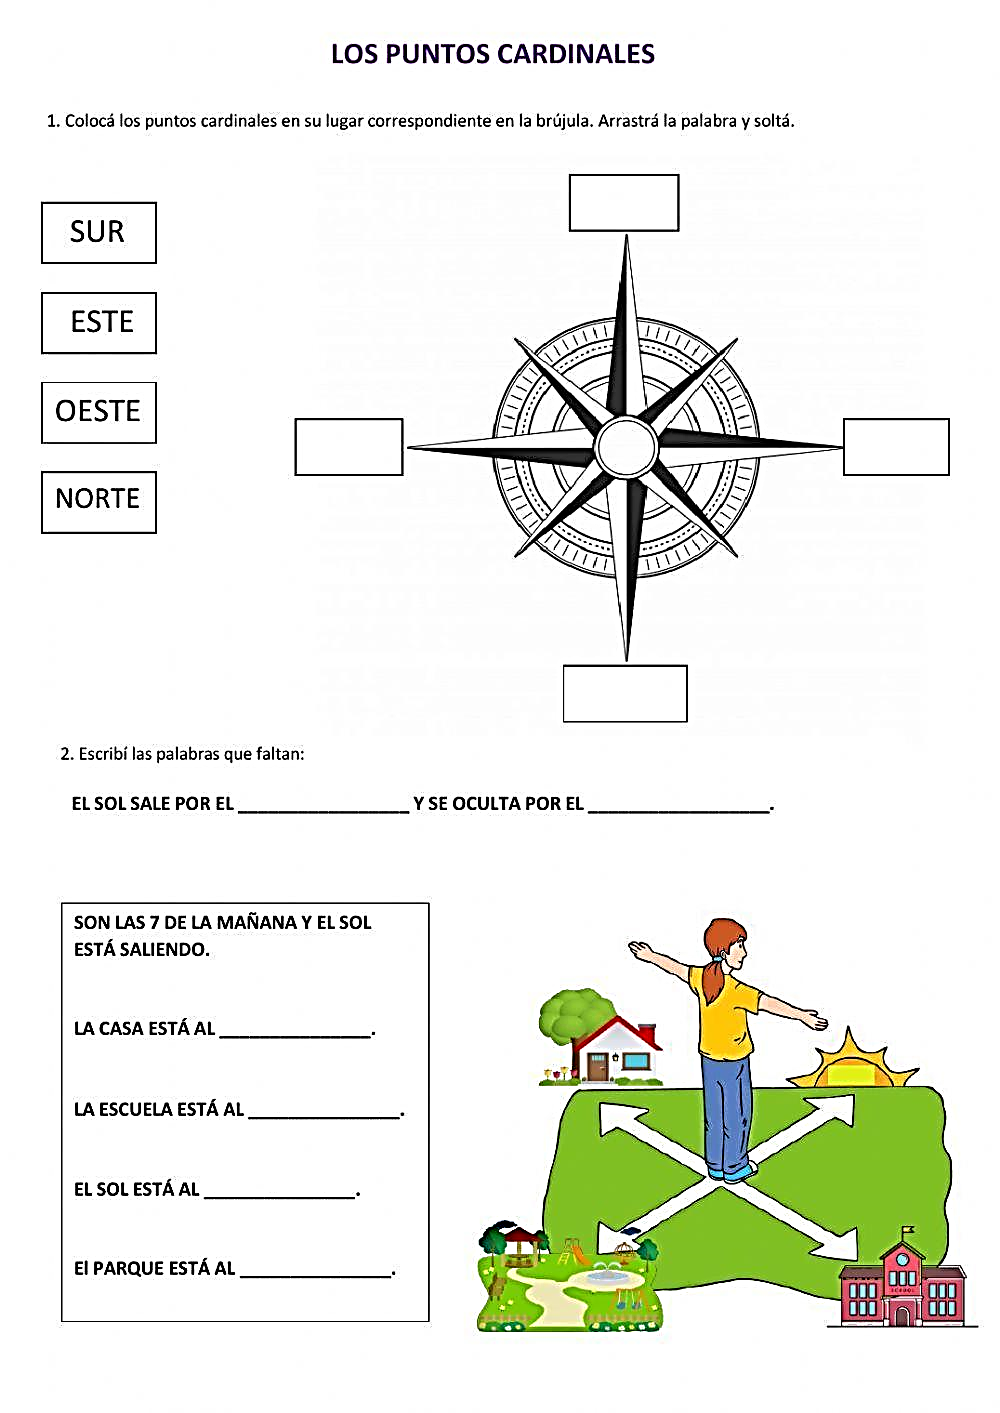 LOS PUNTOS CARDINALES
1. Colocá los puntos cardinales en su lugar correspondiente en la brújula. Arrastrá la palabra y soltá.
SUR
ESTE
OESTE
NORTE
2. Escribí las palabras que faltan:
EL SOL SALE POR EL _________________ Y SE OCULTA POR EL __________________.
SON LAS 7 DE LA MAÑANA Y EL SOL
ESTÁ SALIENDO.
LA CASA ESTÁ AL _______________.
LA ESCUELA ESTÁ AL _______________.
EL SOL ESTÁ AL _______________.
El PARQUE ESTÁ AL _______________.
SCHOOL